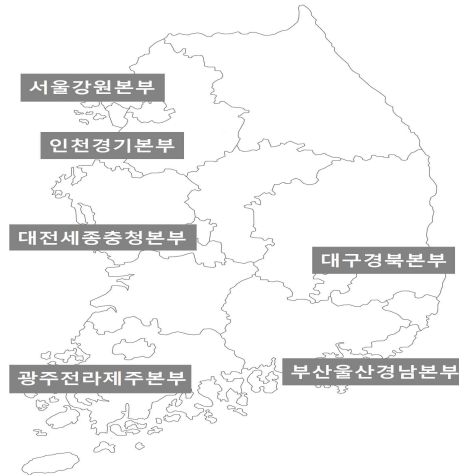 서울강원본부
인천경기본부
대전세종충청본부
대구경북본부
부산울산경남본부
광주전라제주본부